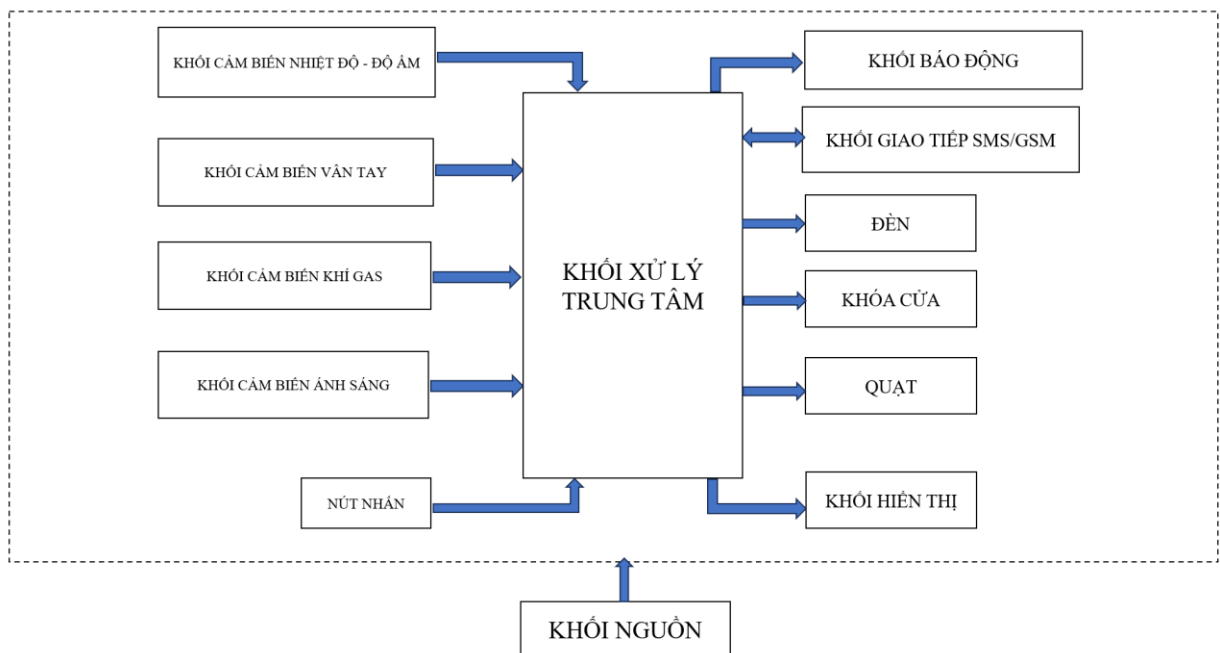 KHỐI CẢM BIẾN NHIỆT ĐỘ - ĐỘ ẨM
KHỐI CẢM BIẾN VÂN TAY
KHỐI CẢM BIẾN KHÍ GAS
KHỐI CẢM BIẾN ÁNH SÁNG
NÚT NHẤN
KHỐI XỬ LÝ
TRUNG TÂM
KHỐI BÁO ĐỘNG
KHỐI GIAO TIẾP SMS/GSM
ĐÈN
KHÓA CỬA
QUẠT
KHỐI HIỂN THỊ
KHỐI NGUỒN